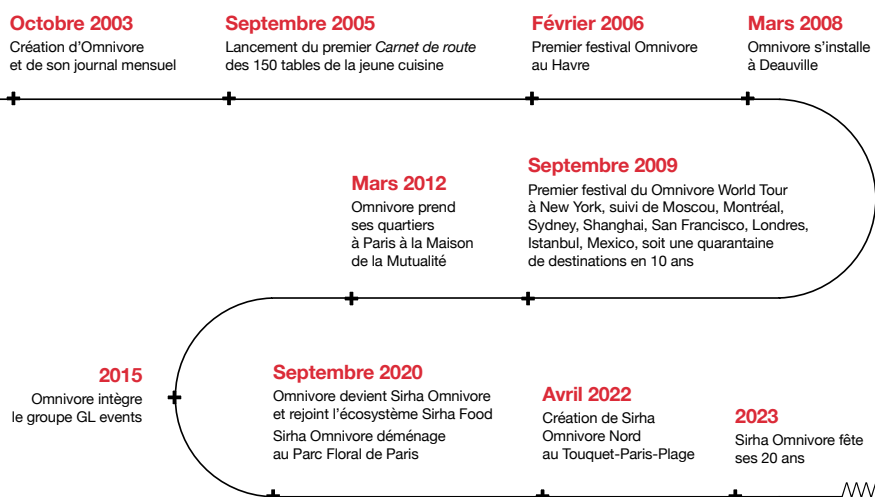 Octobre 2003
Création d'Omnivore
et de son journal mensuel
Septembre 2005
Lancement du premier Carnet de route
des 150 tables de la jeune cuisine
Février 2006
Premier festival Omnivore
au Havre
Mars 2008
Omnivore s'installe
à Deauville
Septembre 2009
Premier festival du Omnivore World Tour
à New York, suivi de Moscou, Montréal,
Sydney, Shanghai, San Francisco, Londres,
Istanbul, Mexico, soit une quarantaine
de destinations en 10 ans
Mars 2012
Omnivore prend
ses quartiers
à Paris à la Maison
de la Mutualité
2015
Omnivore intègre
le groupe GL events
Septembre 2020
Omnivore devient Sirha Omnivore
et rejoint l'écosystème Sirha Food
Sirha Omnivore déménage
au Parc Floral de Paris
Avril 2022
Création de Sirha
Omnivore Nord
au Touquet-Paris-Plage
2023
Sirha Omnivore fête
ses 20 ans